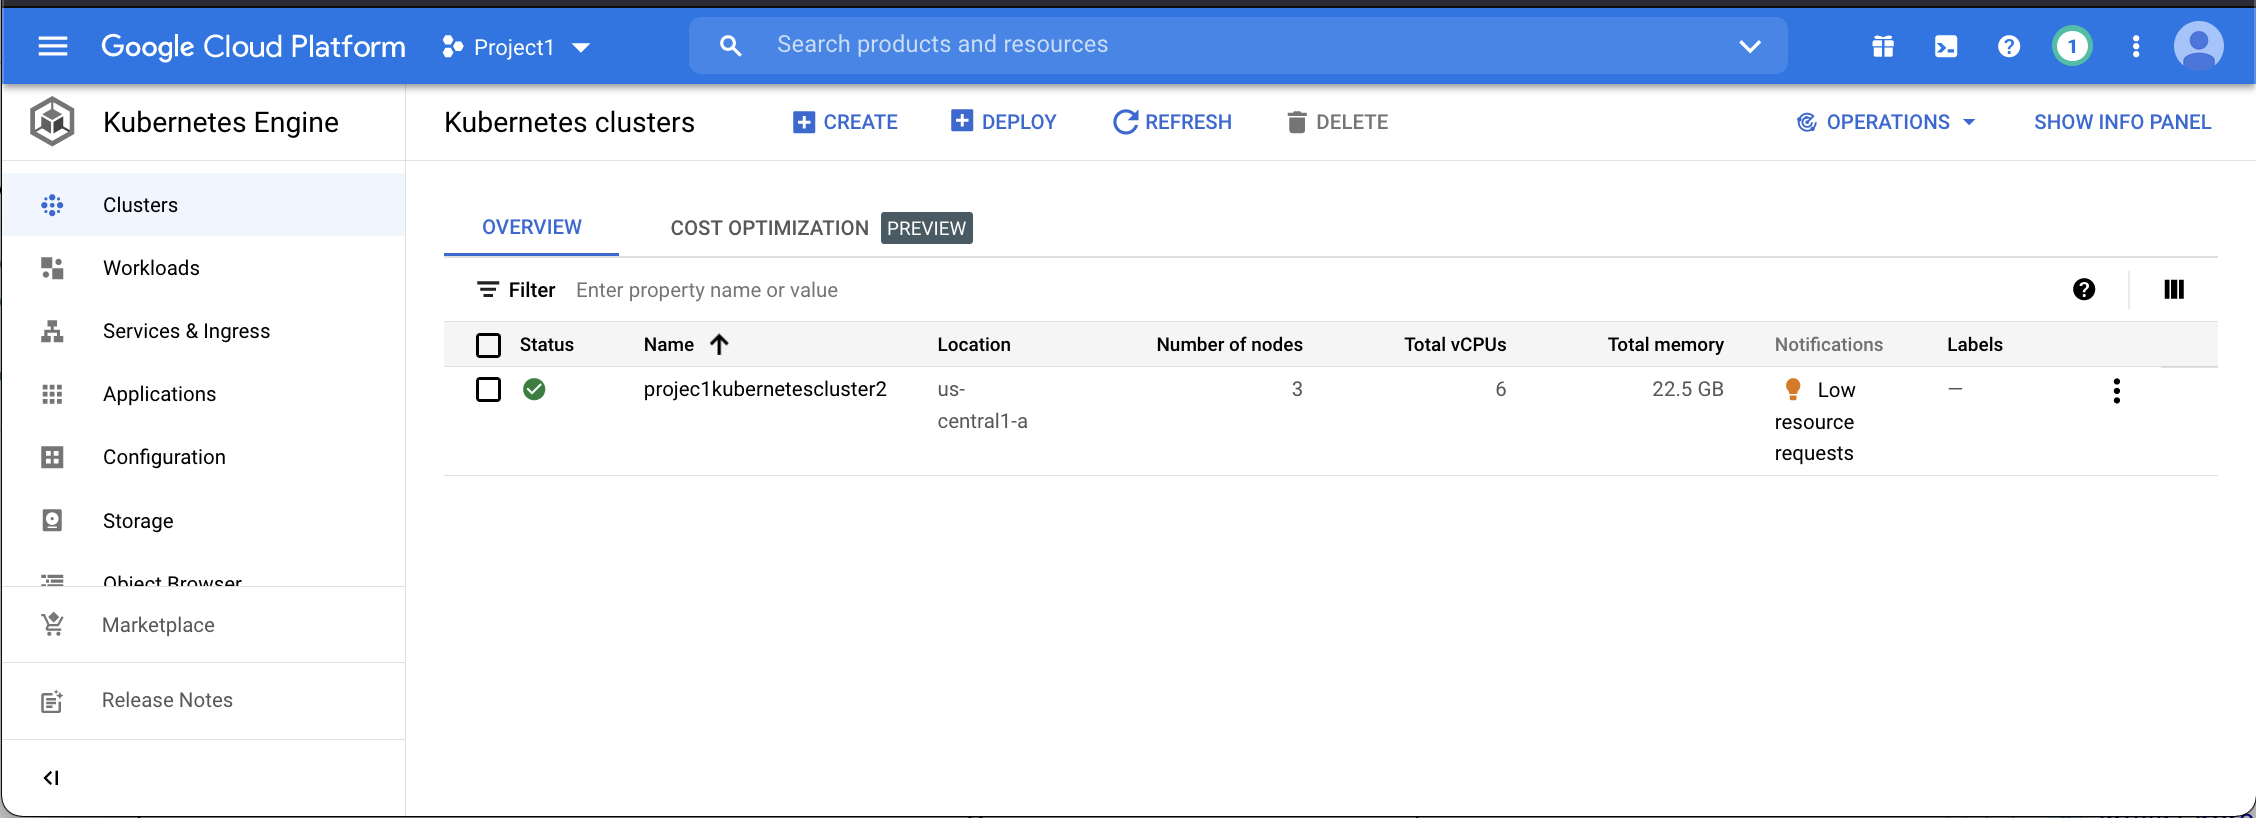 Google Cloud Platform
Project1
Search products and resources
1
Kubernetes Engine
Kubernetes clusters
CREATE
DEPLOY
REFRESH
DELETE
OPERATIONS
SHOW INFO PANEL
Clusters
Workloads
Services & Ingress
Applications
Configuration
Storage
Object Browser
Marketplace
Release Notes
OVERVIEW
COST OPTIMIZATION PREVIEW
Filter Enter property name or value
Status Name Location Number of nodes Total vCPUs Total memory Notifications Labels
projec1kubernetescluster2 us- 3 6 22.5 GB Low –
central1-a resource
requests